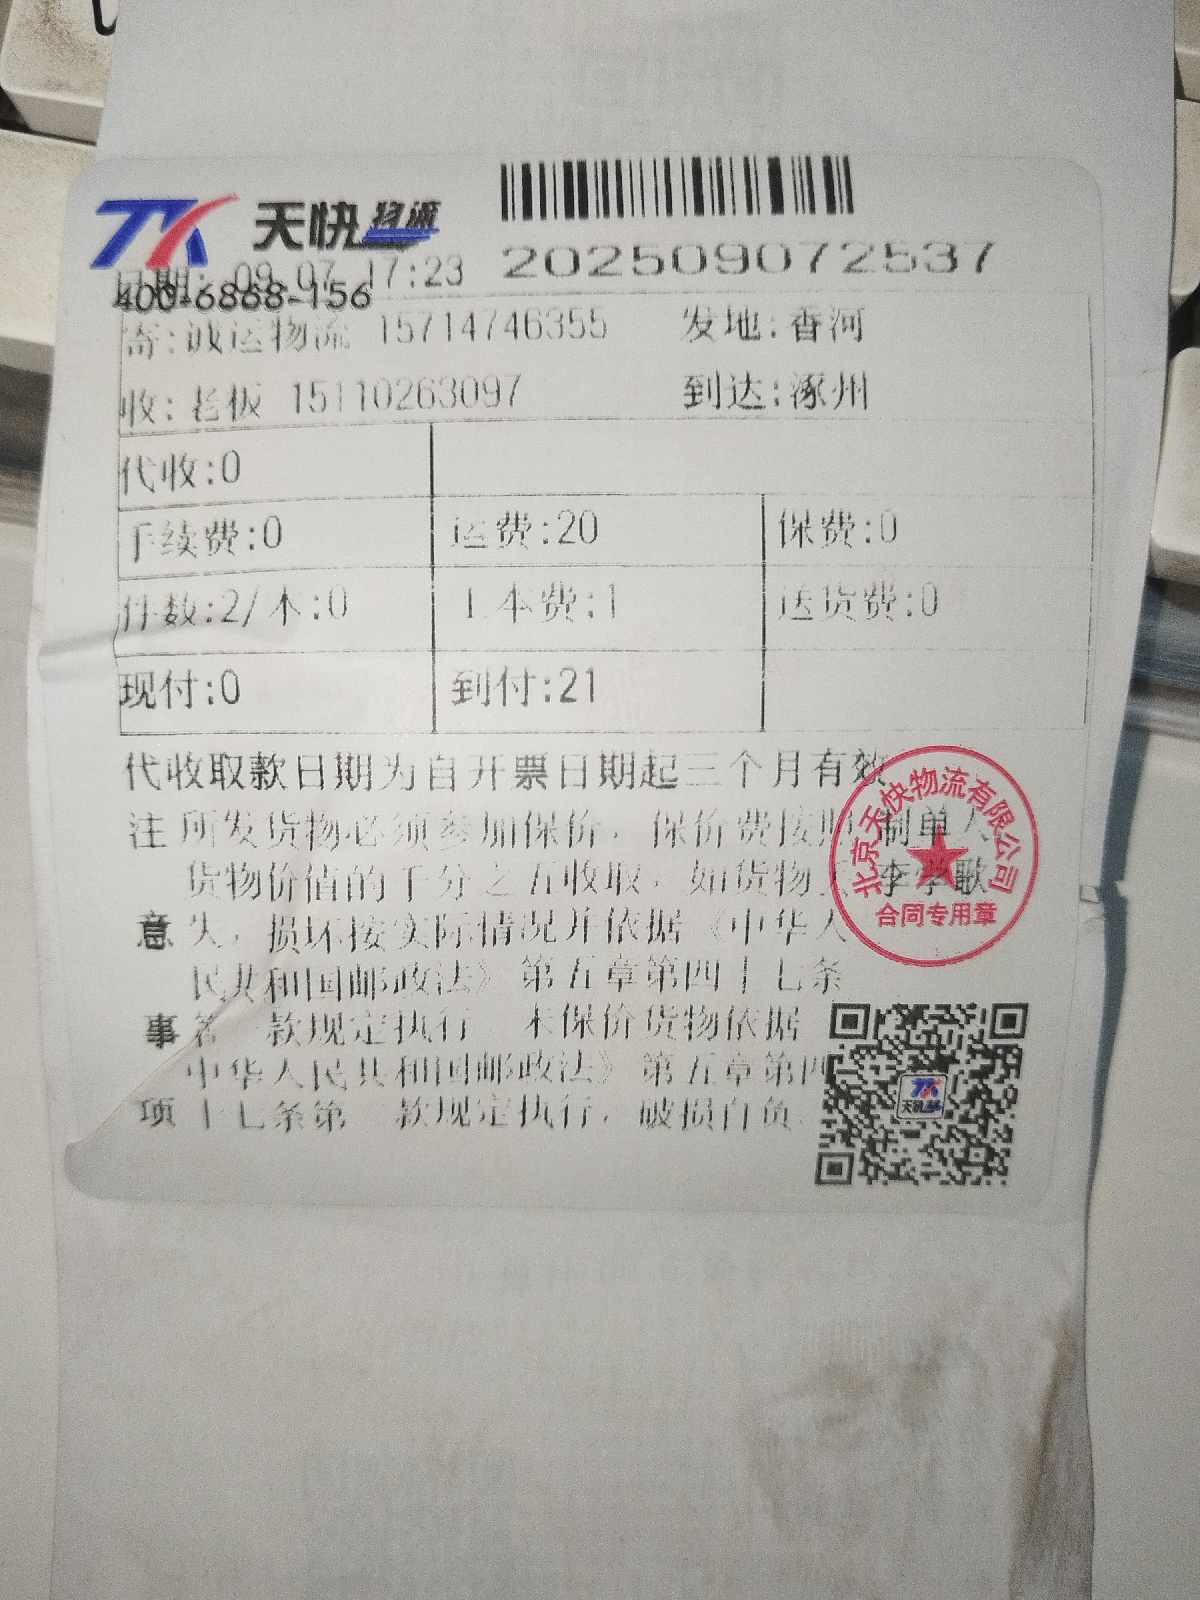 TK 天快物流
202509072537
日期: 09.07 17:23
400-6868-156
寄:诚运物流 15714746355 发地:香河
收:老板 15110263097 到达:涿州
代收:0
手续费:0 运费:20 保费:0
件数:2/木:0 工本费:1 送货费:0
现付:0 到付:21
代收取款日期为自开票日期起三个月有效
注 所发货物必须参加保价，保价费按照 制单人
货物价值的千分之五收取，如货物 李 歌
意 失，损坏按实际情况并依据《中华人
民共和国邮政法》第五章第四十七条
事 款规定执行 未保价货物依据
中华人民共和国邮政法》第五章第四
项 十七条第 款规定执行，破损自负.
北京天快物流有限公司
合同专用章
TK
天快物流